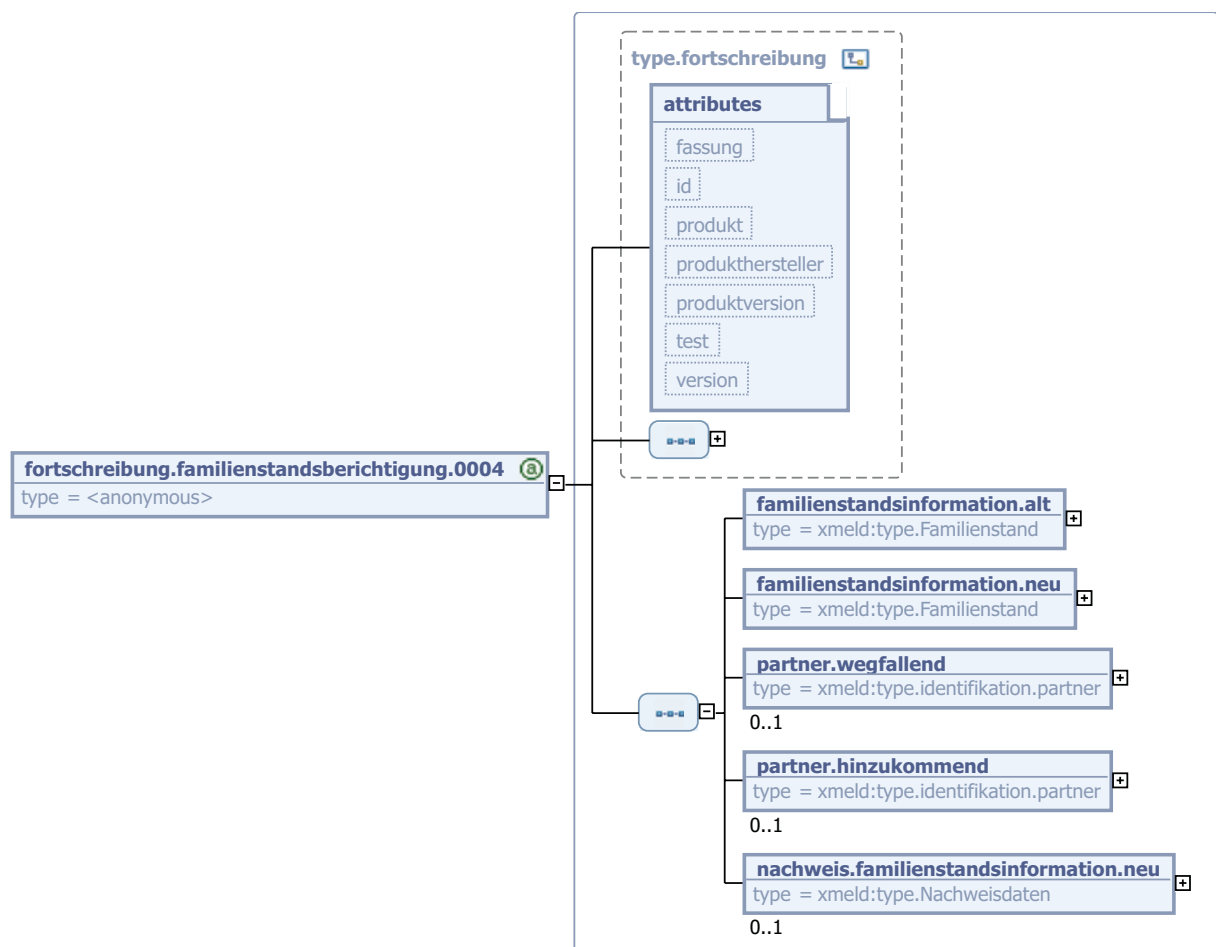 type.fortschreibung
attributes
fassung
id
produkt
produkthersteller
produktversion
test
version
fortschreibung.familienstandsberichtigung.0004 a
type = <anonymous>
familienstandsinformation.alt
type = xmeld:type.Familienstand
familienstandsinformation.neu
type = xmeld:type.Familienstand
partner.wegfallend
type = xmeld:type.identifikation.partner
0..1
partner.hinzukommend
type = xmeld:type.identifikation.partner
0..1
nachweis.familienstandsinformation.neu
type = xmeld:type.Nachweisdaten
0..1